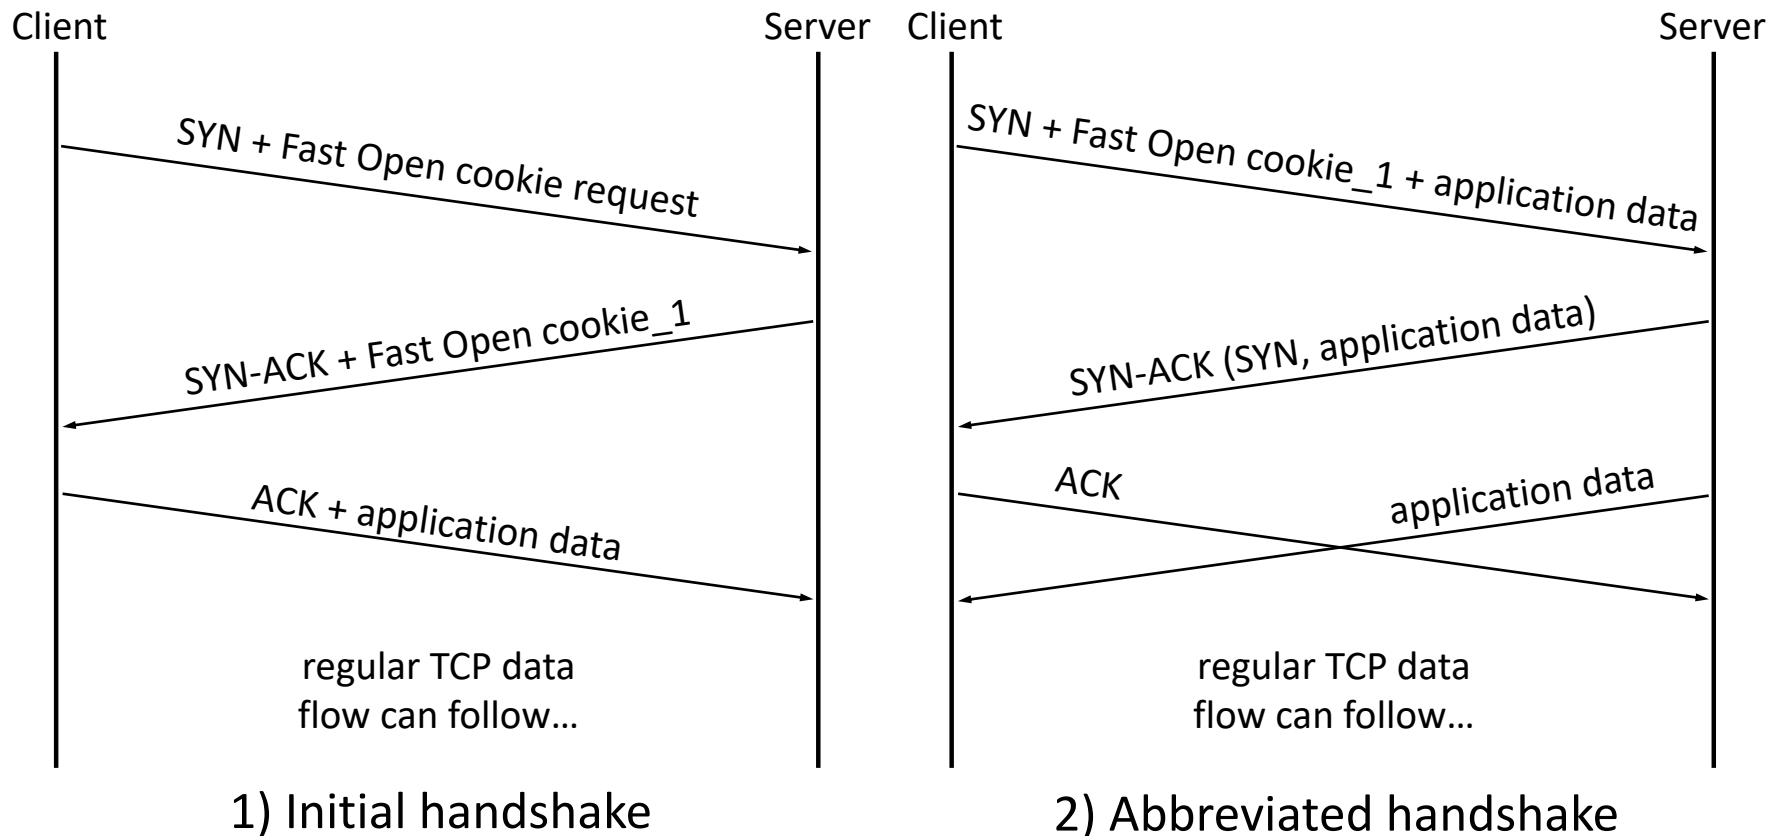 Client
Server
SYN + Fast Open cookie request
SYN-ACK + Fast Open cookie_1
ACK + application data
regular TCP data
flow can follow…
1) Initial handshake
Client
Server
SYN + Fast Open cookie_1 + application data
SYN-ACK (SYN, application data)
ACK
application data
regular TCP data
flow can follow…
2) Abbreviated handshake